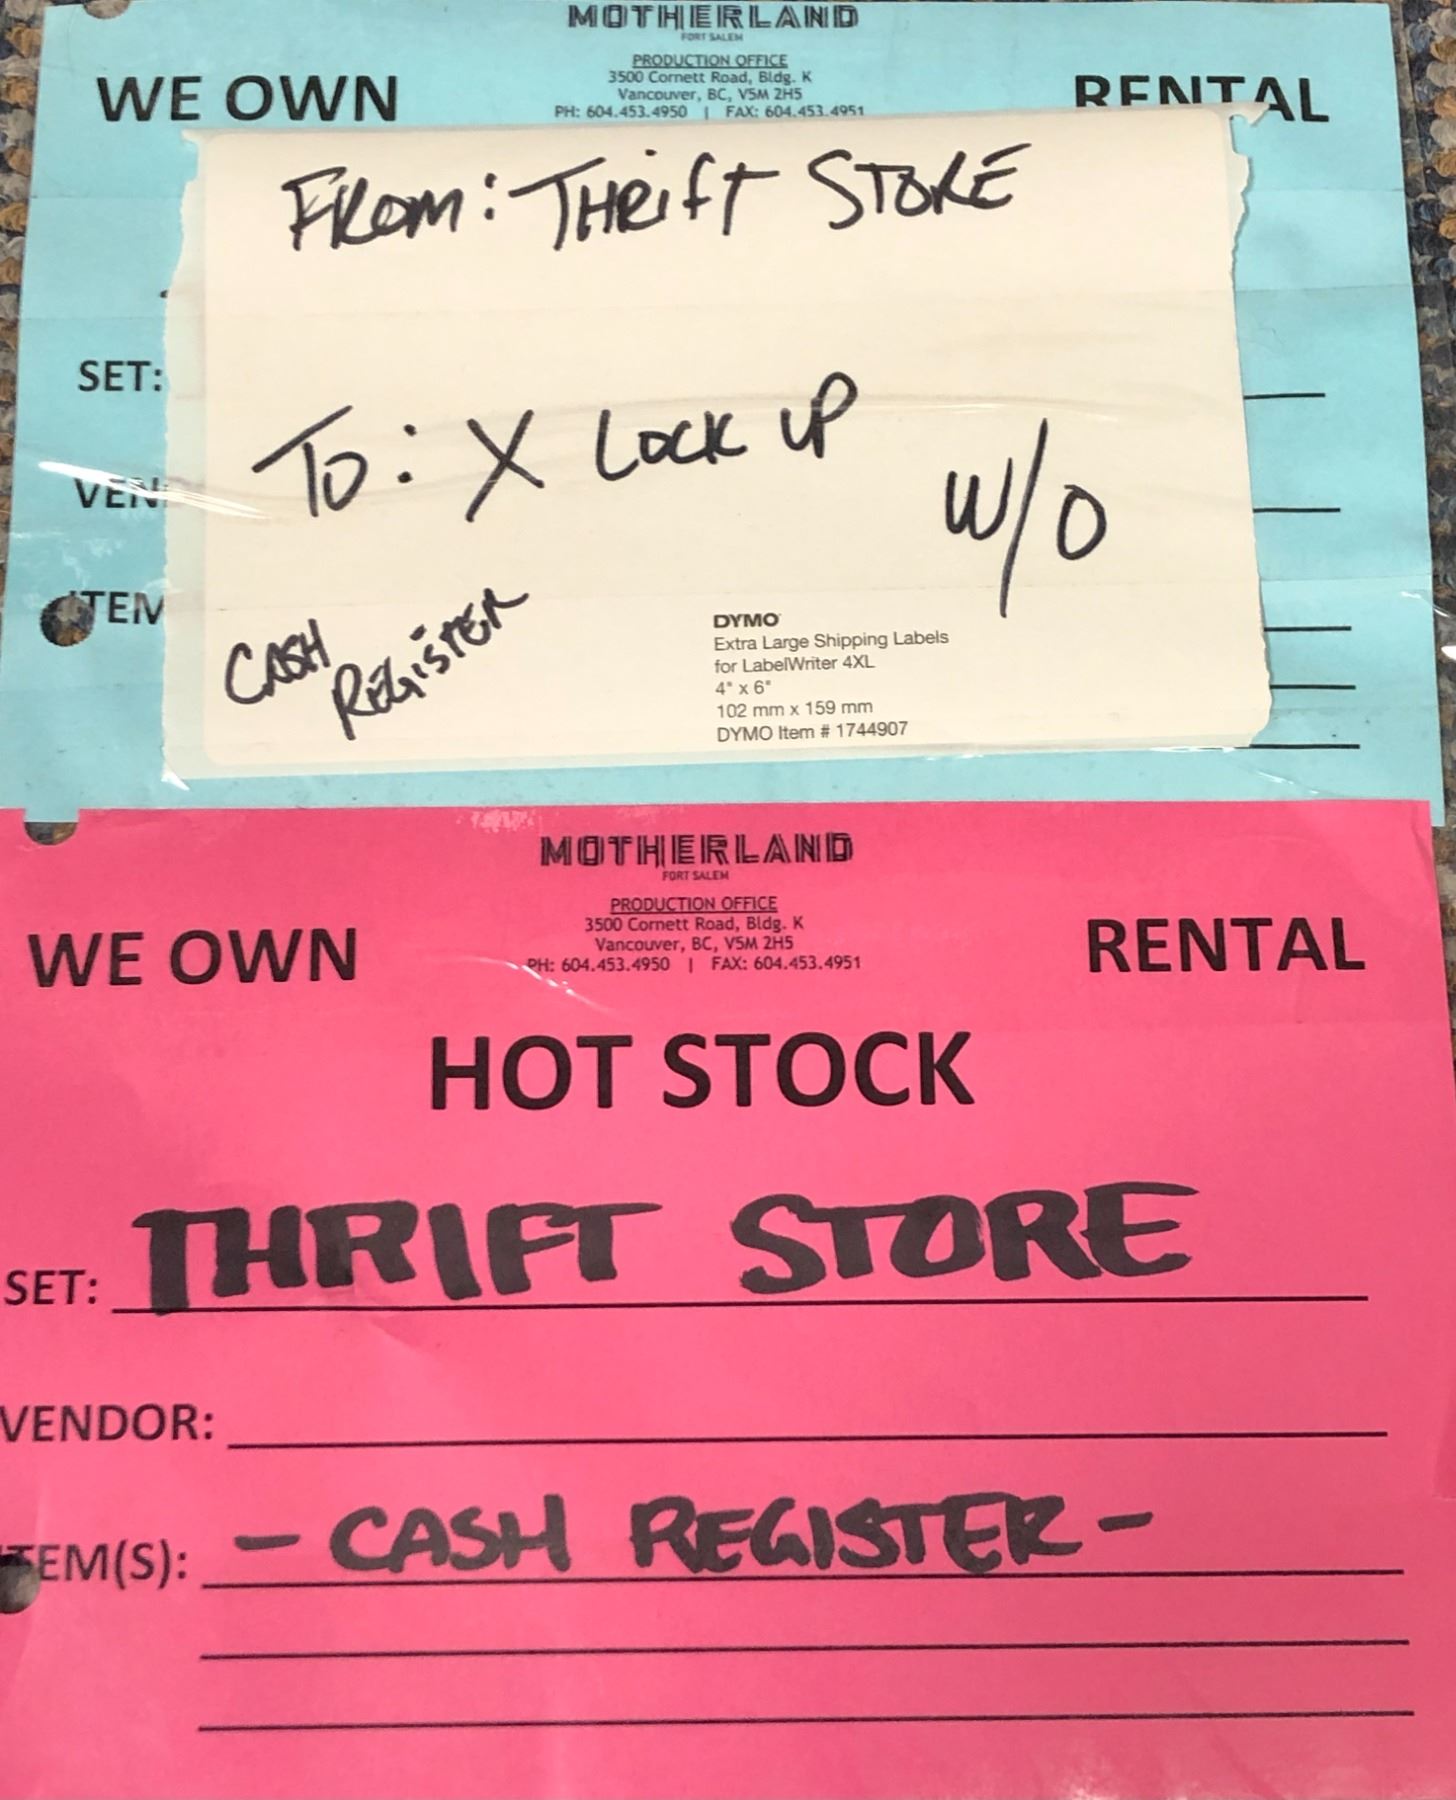 MOTHERLAND
FORT SALEM
PRODUCTION OFFICE
3500 Cornett Road, Bldg. K
Vancouver, BC, V5M 2H5
PH: 604.453.4950 | FAX: 604.453.4951
WE OWN RENTAL
FROM: THRIFT STORE
SET:
TO: X LOCK UP
VEN
W/O
TEM
CASH
REGISTER
DYMO
Extra Large Shipping Labels
for LabelWriter 4XL
4" x 6"
102 mm x 159 mm
DYMO Item # 1744907
MOTHERLAND
FORT SALEM
PRODUCTION OFFICE
3500 Cornett Road, Bldg. K
Vancouver, BC, V5M 2H5
PH: 604.453.4950 | FAX: 604.453.4951
WE OWN RENTAL
HOT STOCK
SET: THRIFT STORE
VENDOR:
ITEM(S): - CASH REGISTER -